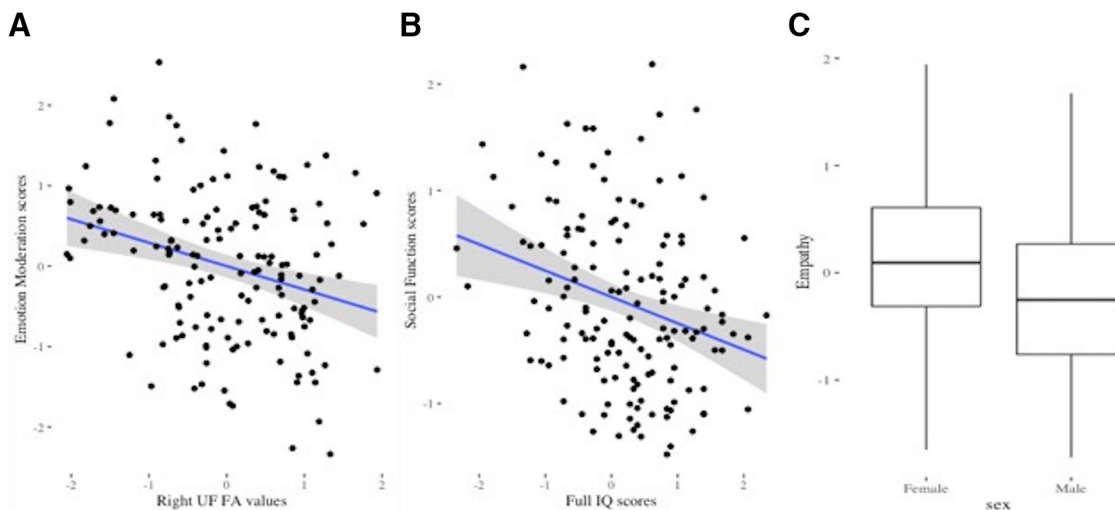 A
Emotion Moderation scores
2
1
0
-1
-2
-2
-1
0
1
2
Right UF FA values
B
Social Function scores
2
1
0
-1
-2
-1
0
1
2
Full IQ scores
C
Empathy
2
1
0
-1
Female
Male
sex